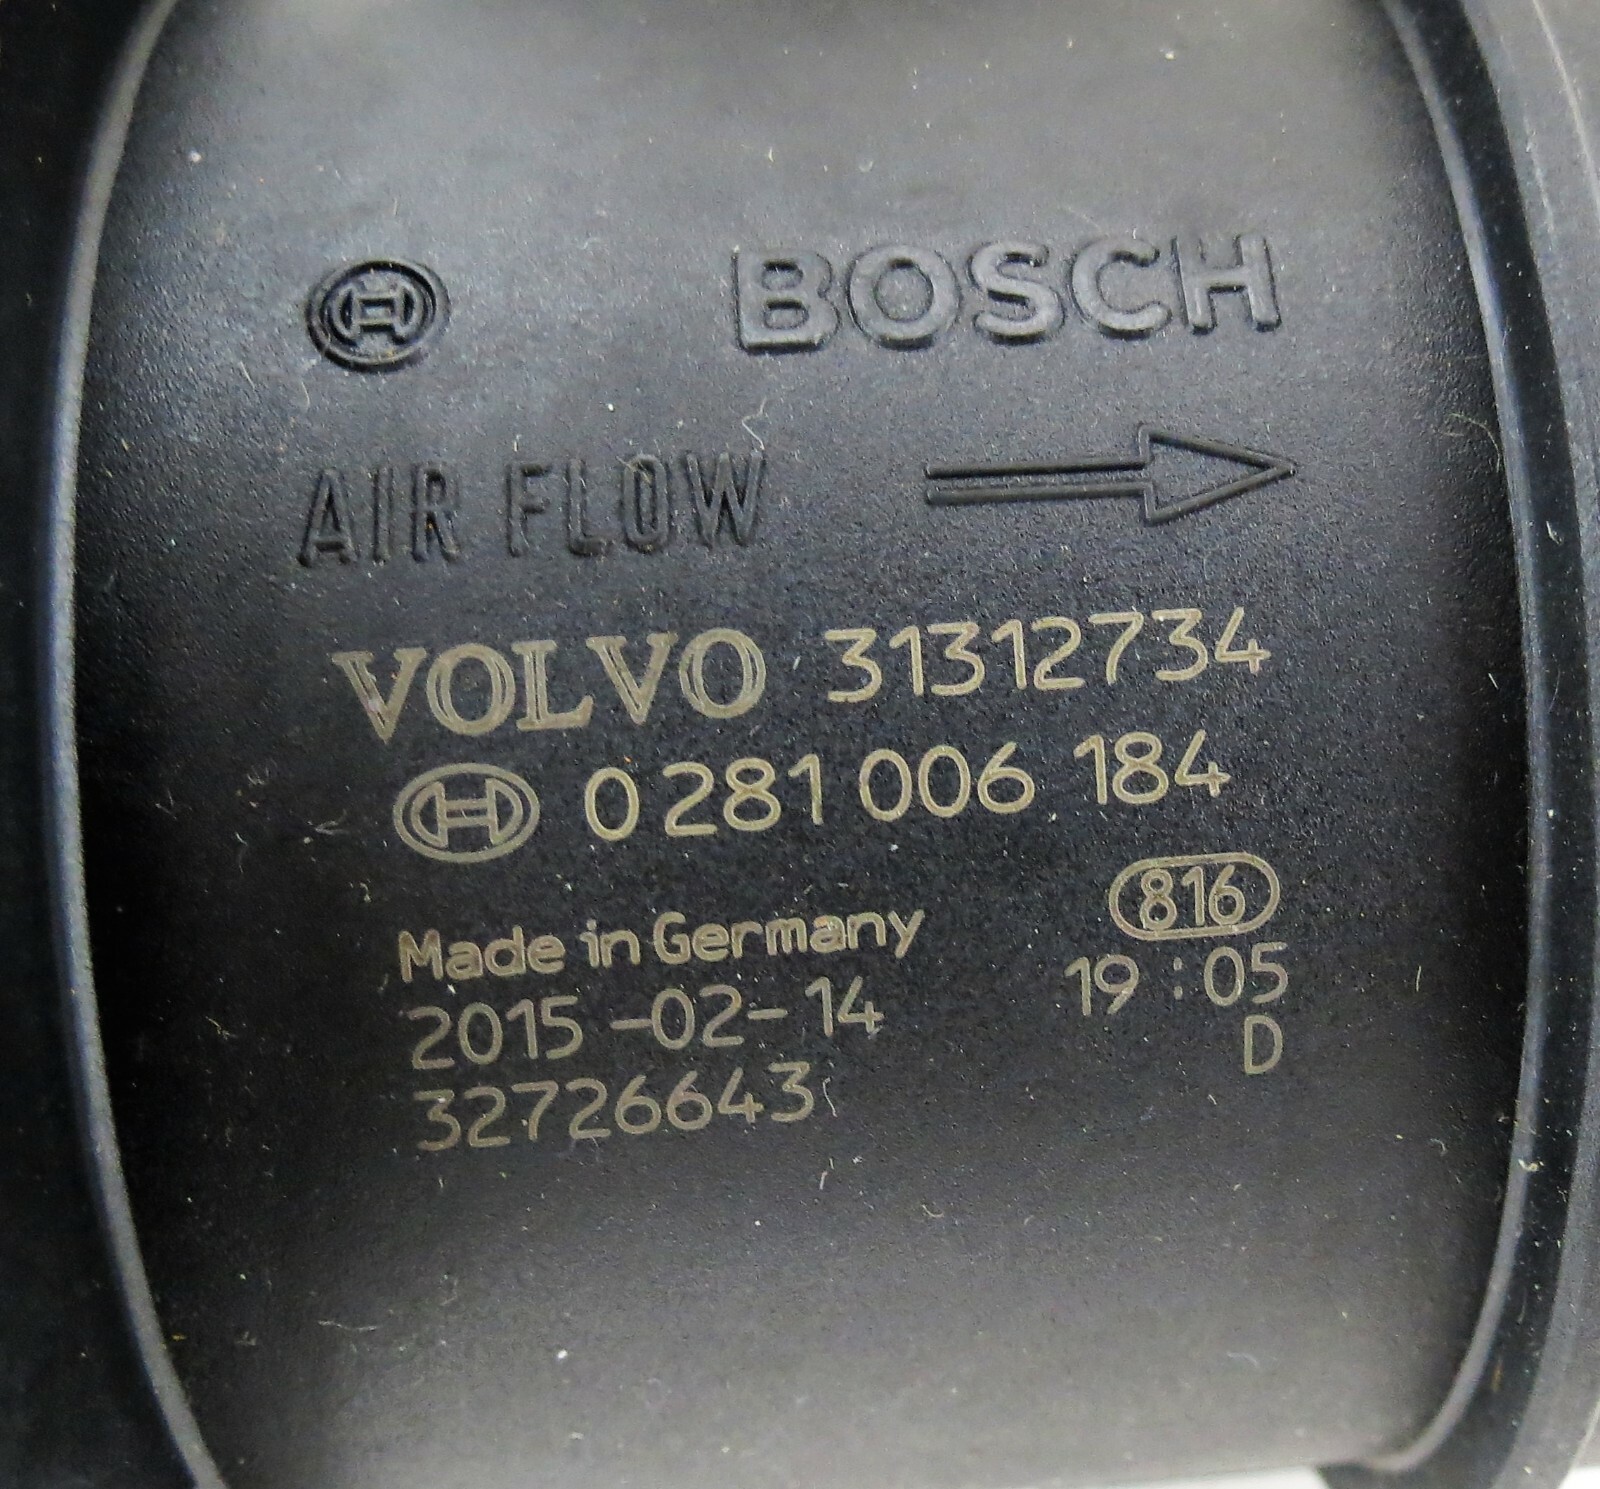 BOSCH
AIR FLOW
VOLVO 31312734
0 281 006 184
816
Made in Germany
2015-02-14 19:05
32726643 D